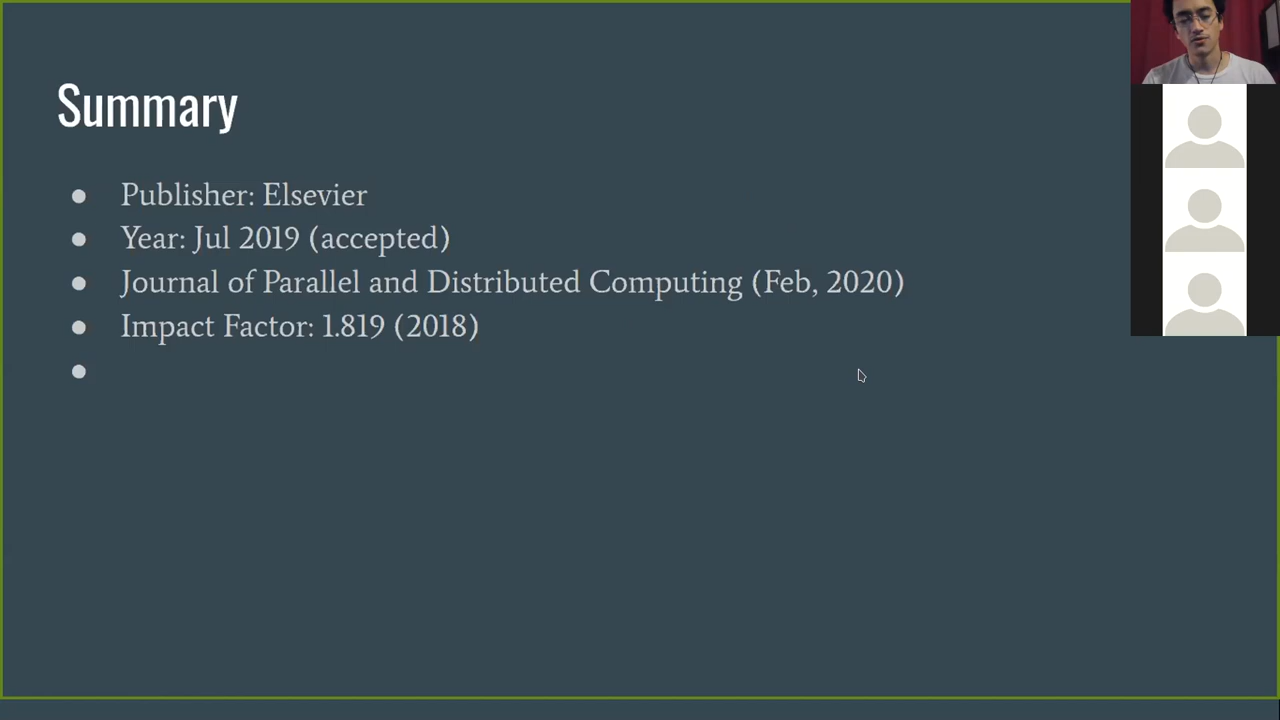 Summary
● Publisher: Elsevier
● Year: Jul 2019 (accepted)
● Journal of Parallel and Distributed Computing (Feb, 2020)
● Impact Factor: 1.819 (2018)
●